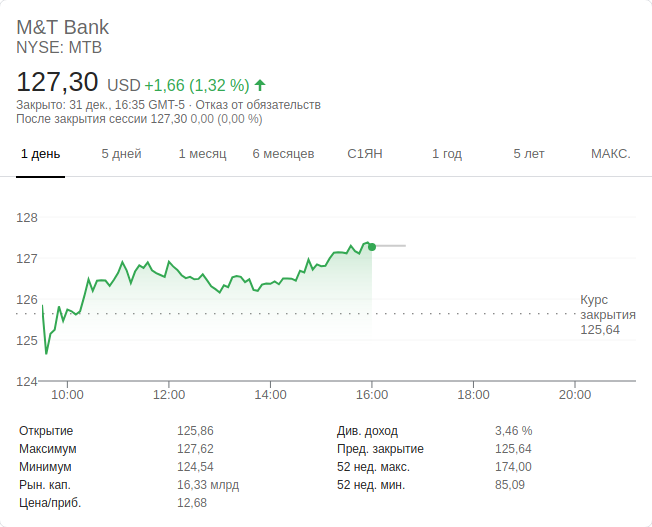 M&T Bank
NYSE: MTB
127,30 USD +1,66 (1,32 %)
Закрыто: 31 дек., 16:35 GMT-5 · Отказ от обязательств
После закрытия сессии 127,30 0,00 (0,00 %)
1 день 5 дней 1 месяц 6 месяцев С1ЯН 1 год 5 лет МАКС.
128
127
126
Курс
закрытия
125,64
125
124
10:00 12:00 14:00 16:00 18:00 20:00
Открытие 125,86 Див. доход 3,46 %
Максимум 127,62 Пред. закрытие 125,64
Минимум 124,54 52 нед. макс. 174,00
Рын. кап. 16,33 млрд 52 нед. мин. 85,09
Цена/приб. 12,68